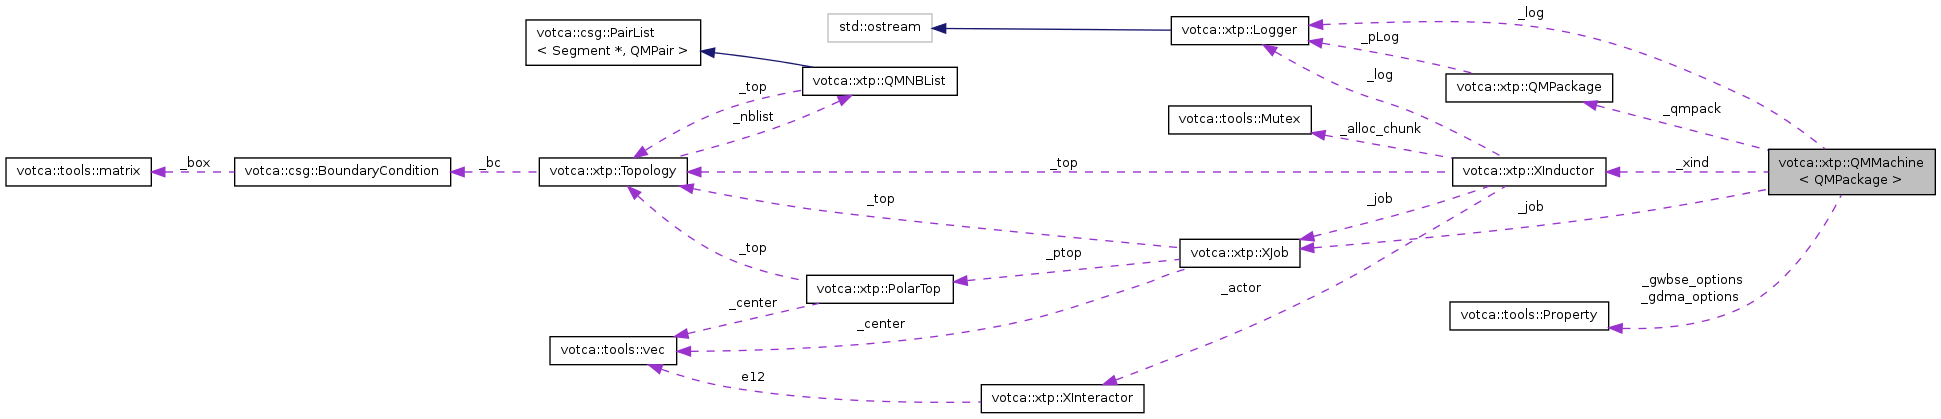 _log
std::ostream
votca::xtp::Logger
votca::csg::PairList
< Segment *, QMPair >
_pLog
votca::xtp::QMNBList
_log
_top
votca::xtp::QMPackage
_qmpack
_nblist
votca::tools::Mutex
_alloc_chunk
votca::tools::matrix
_box
votca::csg::BoundaryCondition
_bc
votca::xtp::Topology
_top
votca::xtp::XInductor
_xind
votca::xtp::QMMachine
< QMPackage >
_top
_job
_job
_top
_ptop
votca::xtp::XJob
votca::xtp::PolarTop
_actor
_gwbse_options
_gdma_options
_center
_center
votca::tools::Property
votca::tools::vec
e12
votca::xtp::XInteractor